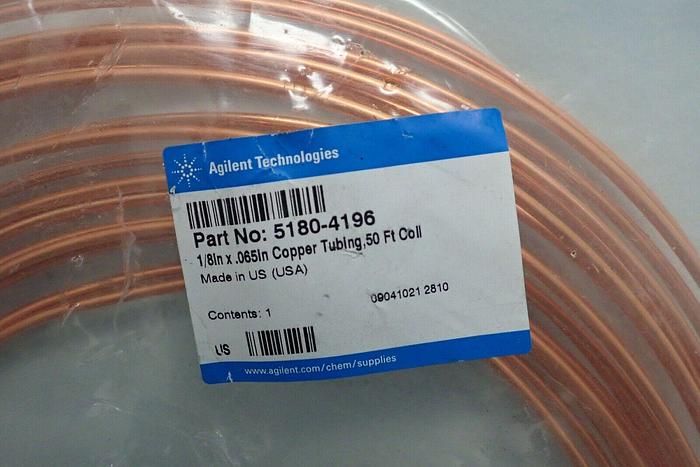 Agilent Technologies
Part No: 5180-4196
1/8In x .065In Copper Tubing,50 Ft Coil
Made in US (USA)
Contents: 1
09041021 2810
US
www.agilent.com/chem/supplies